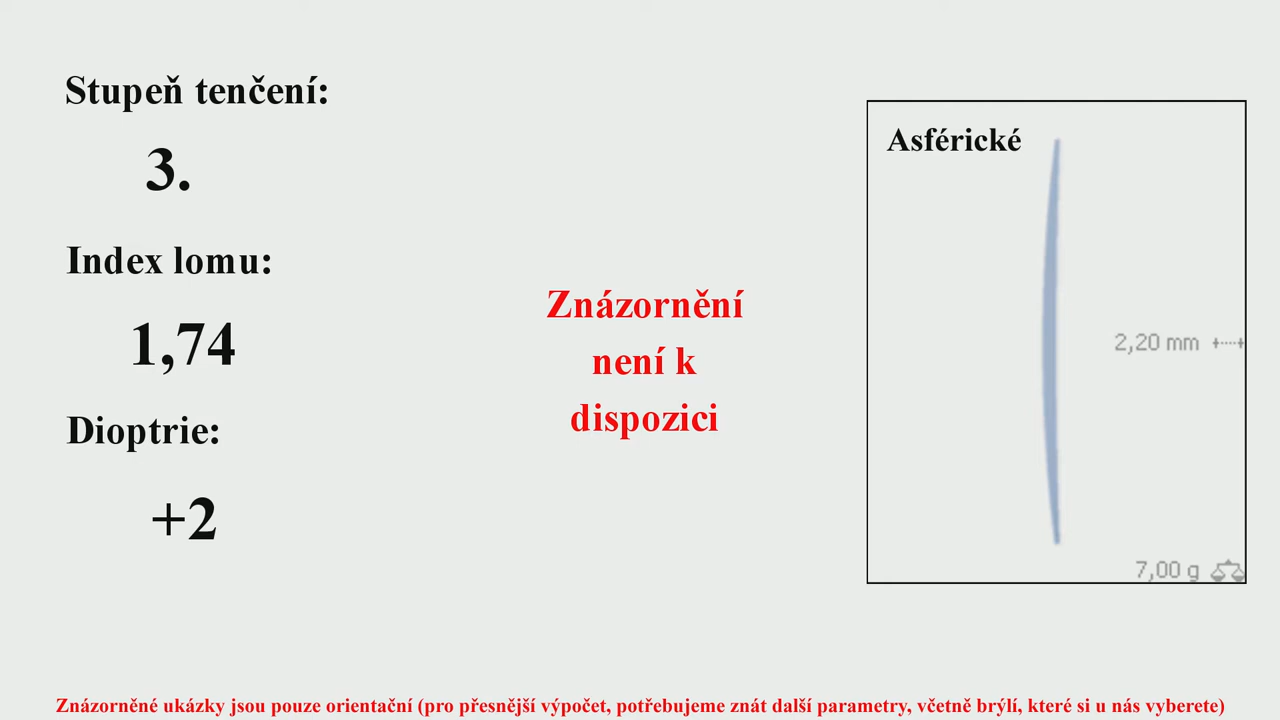 Stupeň tenčení:
3.
Index lomu:
1,74
Dioptrie:
+2
Znázornění
není k
dispozici
Asférické
2,20 mm
7,00 g
Znázorněné ukázky jsou pouze orientační (pro přesnější výpočet, potřebujeme znát další parametry, včetně brýlí, které si u nás vyberete)